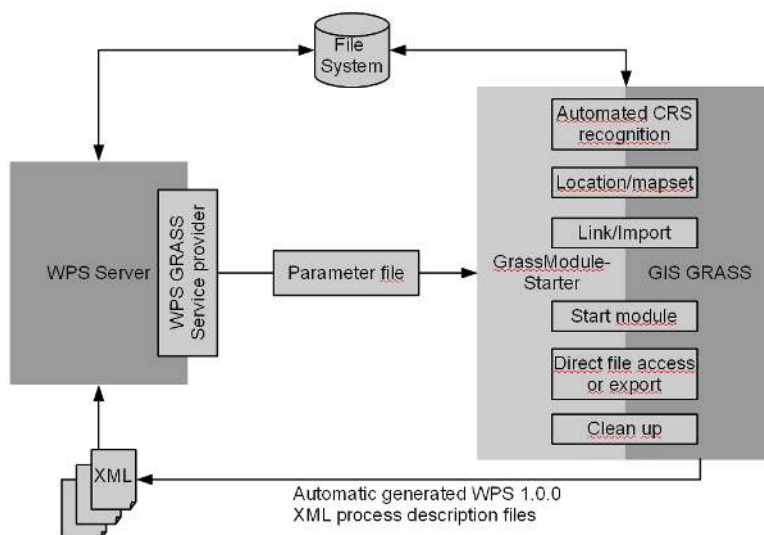 File
System
Automated CRS
recognition
Location/mapset
Link/Import
GrassModule-
Starter
GIS GRASS
Start module
Direct file access
or export
Clean up
WPS Server
WPS GRASS
Service provider
Parameter file
XML
Automatic generated WPS 1.0.0
XML process description files